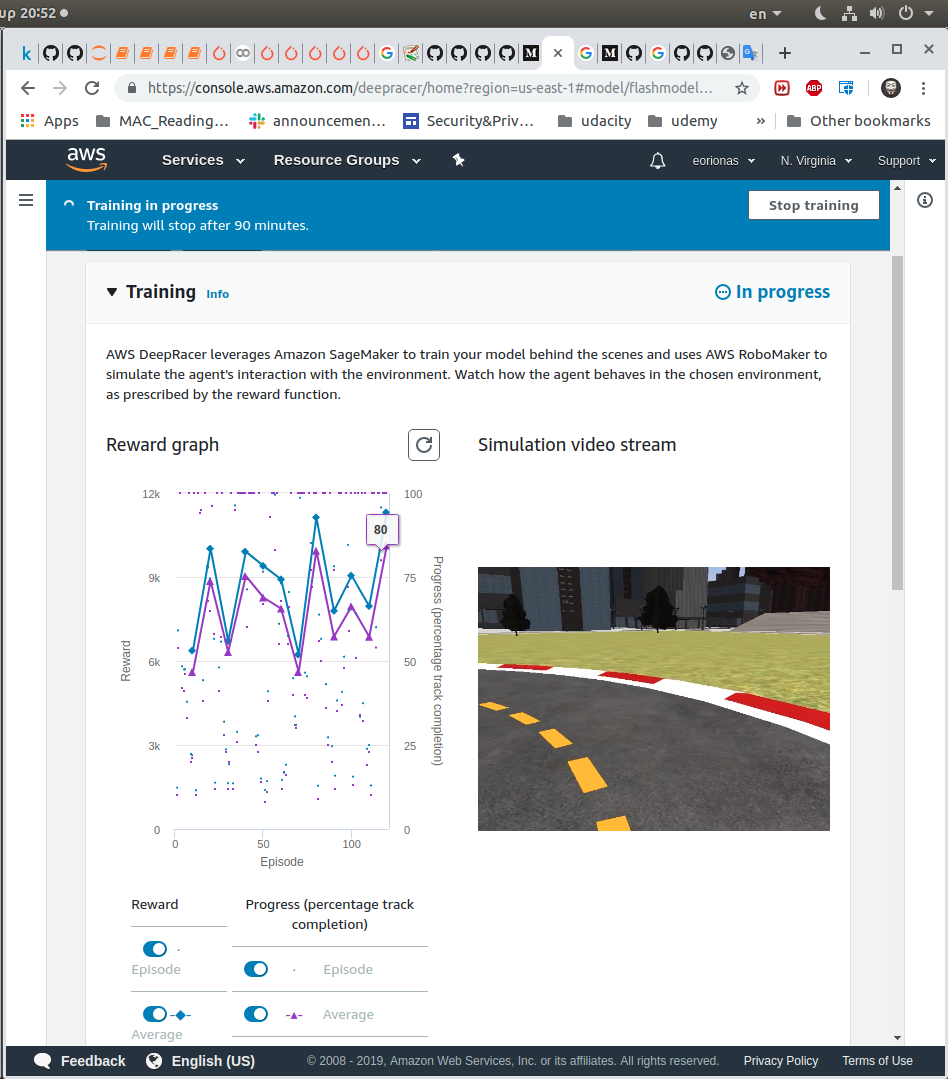 υρ 20:52
en
https://console.aws.amazon.com/deepracer/home?region=us-east-1#model/flashmodel...
ABP
Apps
MAC_Reading...
announcemen...
Security&Priv...
udacity
udemy
»
Other bookmarks
aws
Services
Resource Groups
eorionas
N. Virginia
Support
Training in progress
Training will stop after 90 minutes.
Stop training
Training
Info
In progress
AWS DeepRacer leverages Amazon SageMaker to train your model behind the scenes and uses AWS RoboMaker to
simulate the agent's interaction with the environment. Watch how the agent behaves in the chosen environment,
as prescribed by the reward function.
Reward graph
Simulation video stream
12k
9k
6k
3k
0
Reward
100
75
50
25
0
Progress (percentage track completion)
80
0
50
100
Episode
Reward
Episode
Average
Progress (percentage track
completion)
Episode
Average
Feedback
English (US)
© 2008 - 2019, Amazon Web Services, Inc. or its affiliates. All rights reserved.
Privacy Policy
Terms of Use